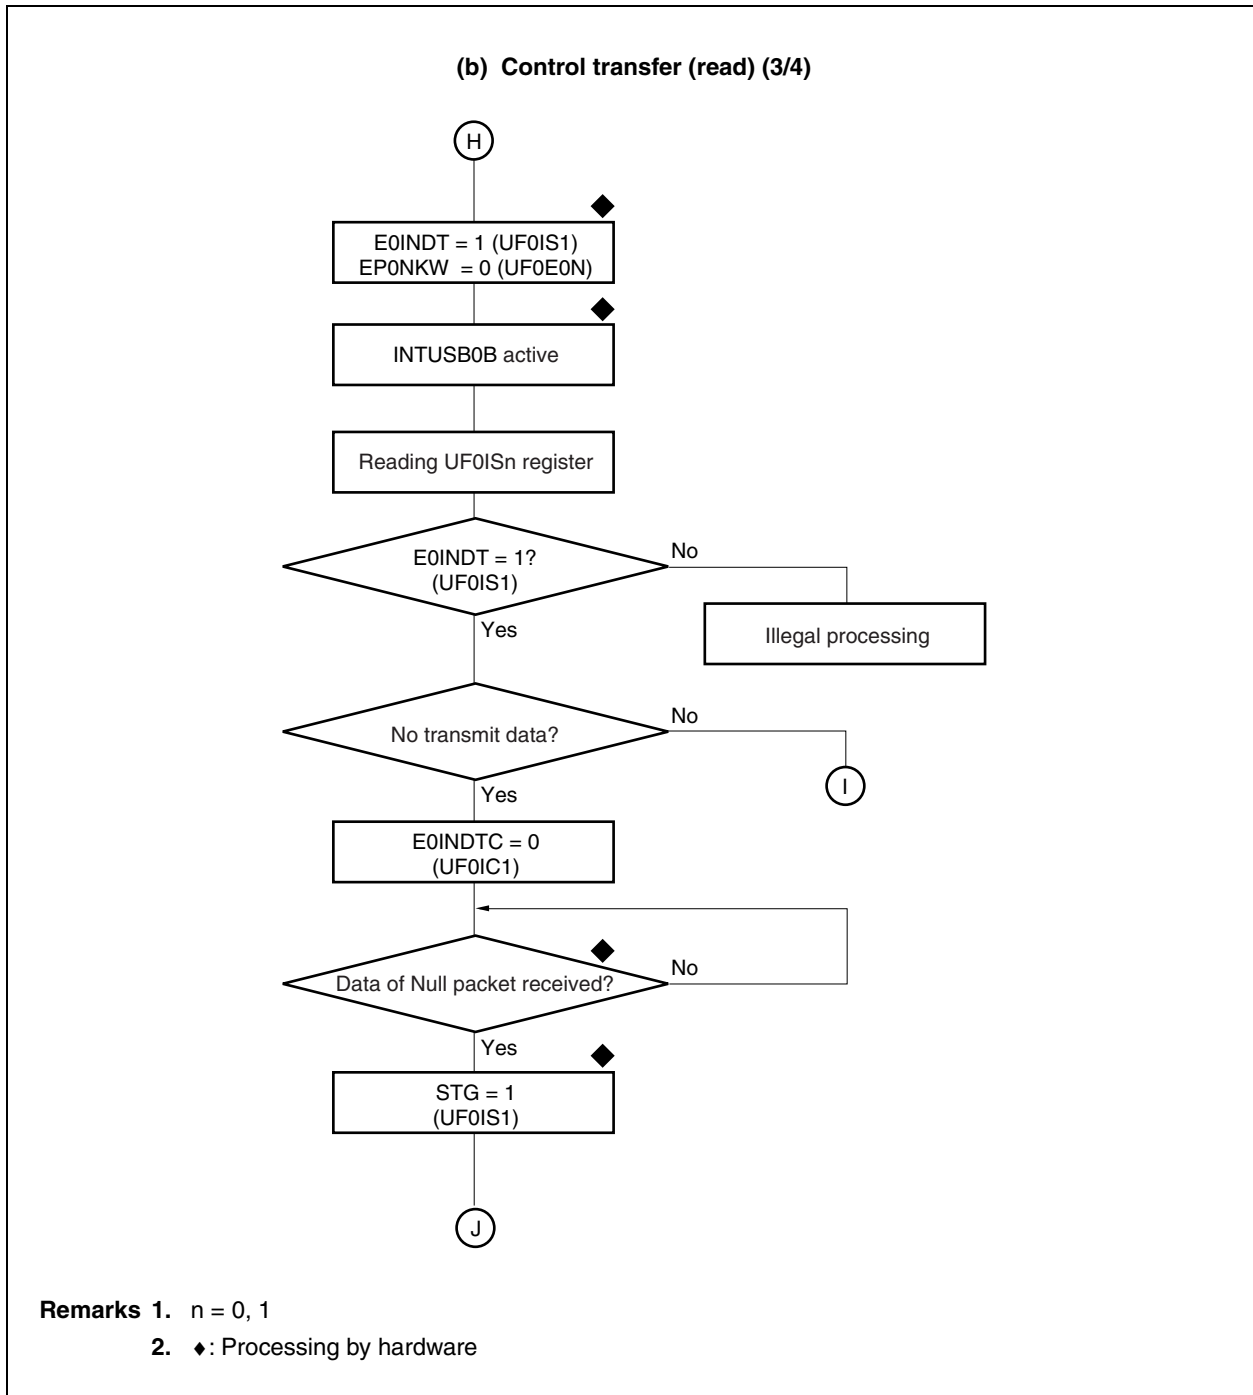 (b) Control transfer (read) (3/4)
H
E0INDT = 1 (UF0IS1)
EP0NKW = 0 (UF0E0N)
INTUSB0B active
Reading UF0ISn register
E0INDT = 1?
(UF0IS1)
No
Illegal processing
Yes
No transmit data?
No
I
Yes
E0INDTC = 0
(UF0IC1)
Data of Null packet received?
No
Yes
STG = 1
(UF0IS1)
J
Remarks 1. n = 0, 1
2. ♦: Processing by hardware